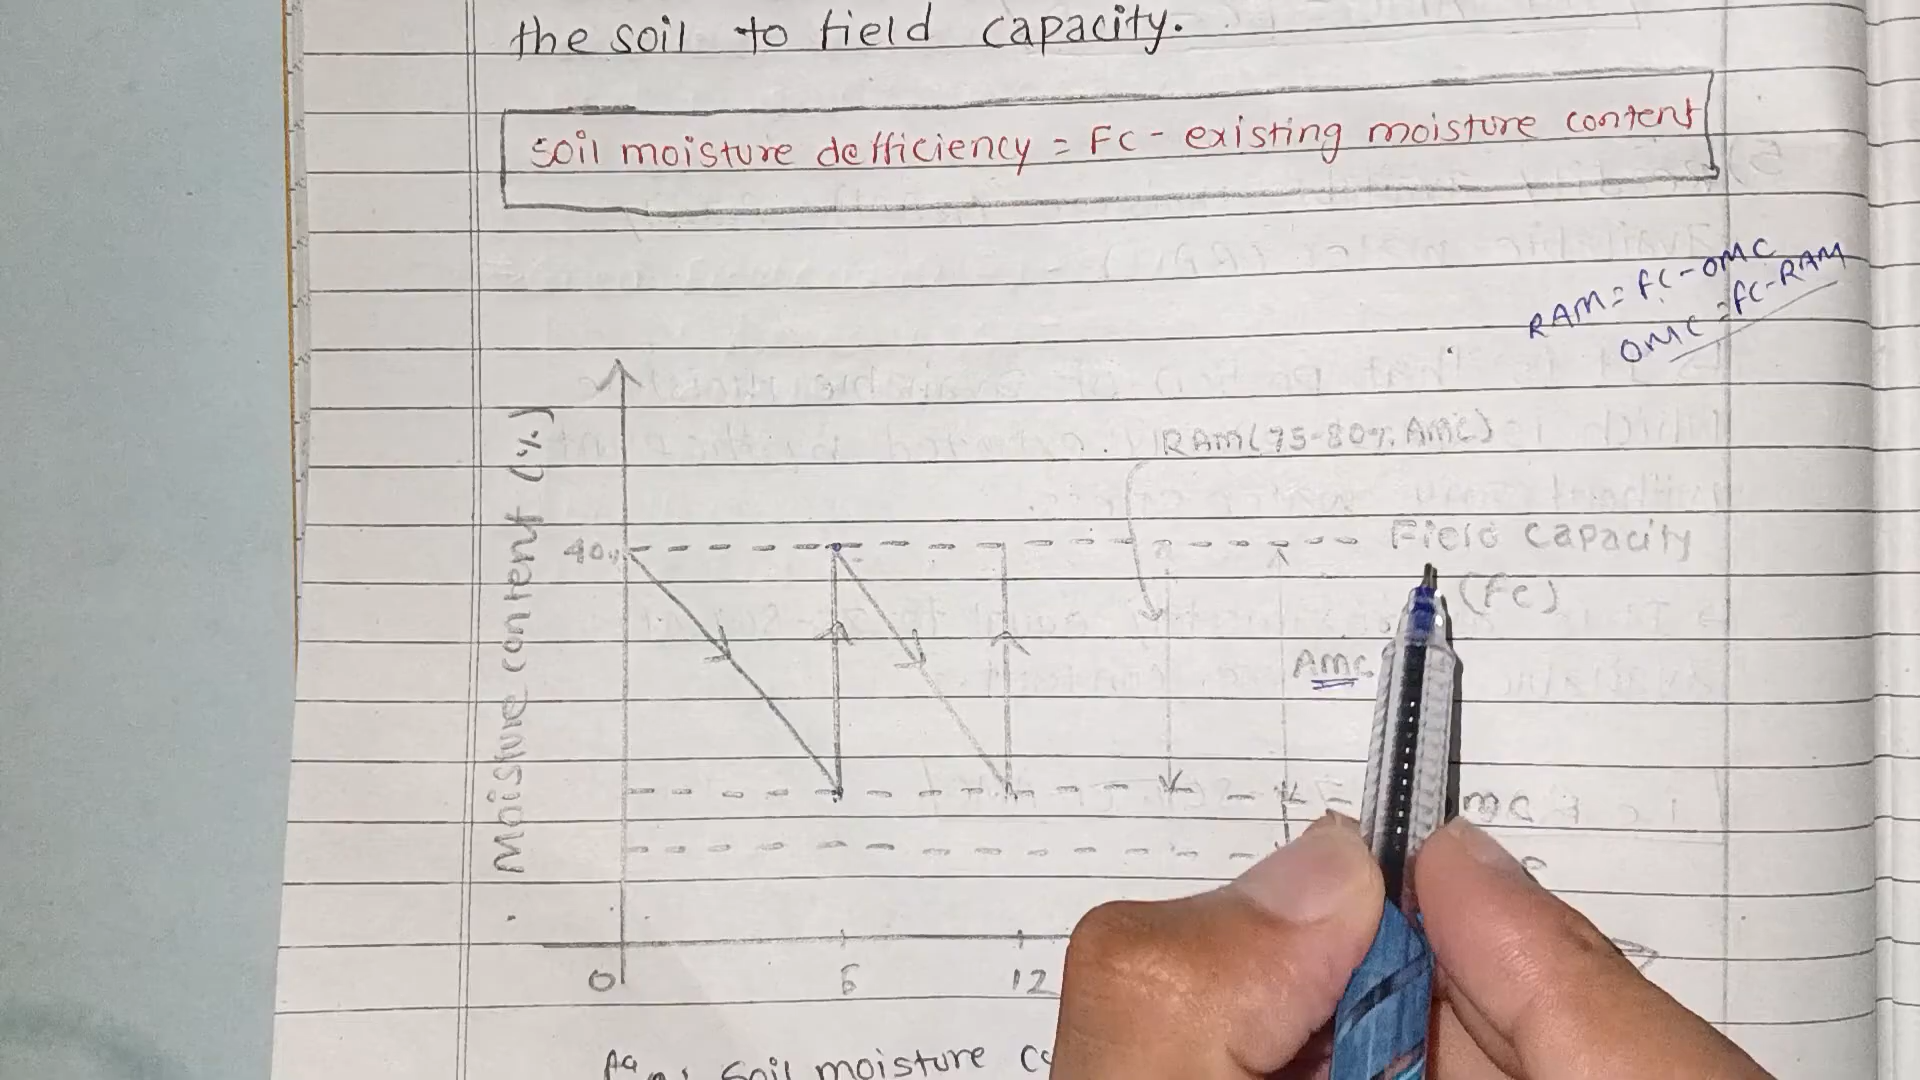 the soil to field capacity.
soil moisture defficiency = FC - existing moisture content
RAM = FC - OMC
OMC = FC - RAM
RAM (75-80% AMC)
Moisture content (%)
40
Field Capacity
(FC)
AMC
mc
0
6
12
Soil moisture